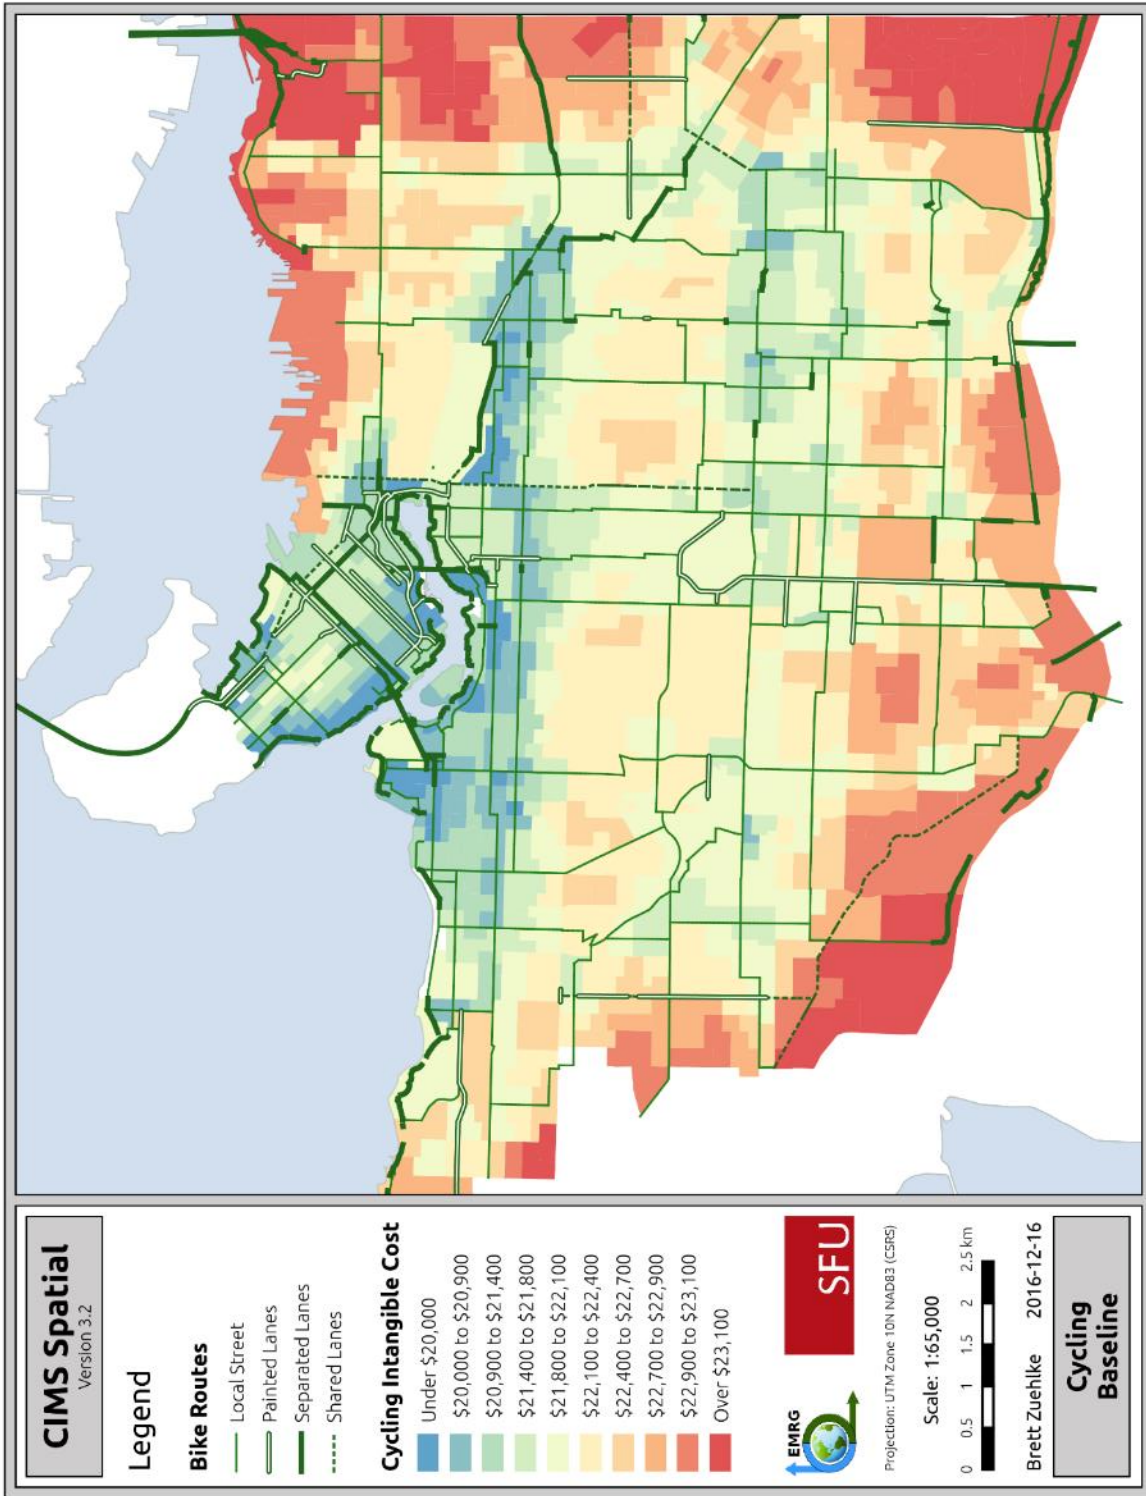 CIMS Spatial
Version 3.2
Legend
Bike Routes
Local Street
Painted Lanes
Separated Lanes
Shared Lanes
Cycling Intangible Cost
Under $20,000
$20,000 to $20,900
$20,900 to $21,400
$21,400 to $21,800
$21,800 to $22,100
$22,100 to $22,400
$22,400 to $22,700
$22,700 to $22,900
$22,900 to $23,100
Over $23,100
EMRG
SFU
Projection: UTM Zone 10N NAD83 (CSRS)
Scale: 1:65,000
0 0.5 1 1.5 2 2.5 km
Brett Zuehlke 2016-12-16
Cycling
Baseline